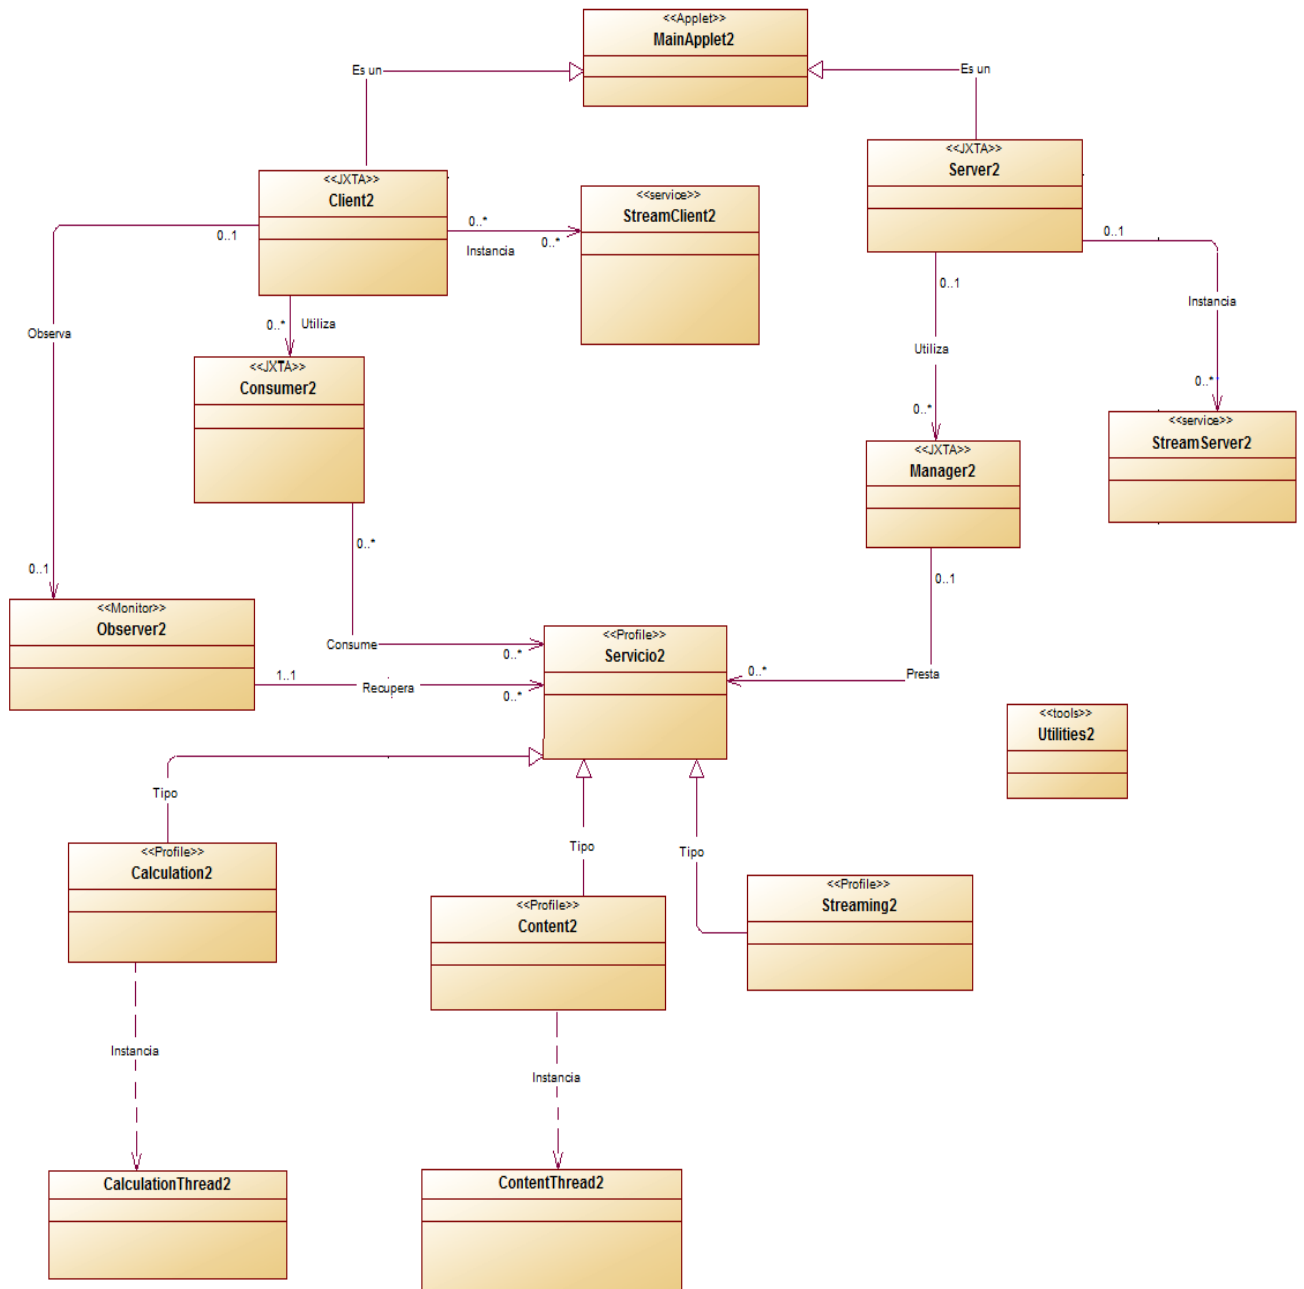 <<Applet>>
MainApplet2
Es un
Es un
<<JXTA>>
Server2
<<JXTA>>
Client2
<<service>>
StreamClient2
0..1
0..*
Instancia
0..*
0..1
0..1
Instancia
Observa
0..*
Utiliza
Utiliza
<<JXTA>>
Consumer2
0..*
0..*
<<service>>
StreamServer2
<<JXTA>>
Manager2
0..*
0..1
0..1
<<Monitor>>
Observer2
Consume
0..*
<<Profile>>
Servicio2
1..1
Recupera
0..*
0..*
Presta
<<tools>>
Utilities2
Tipo
Tipo
Tipo
<<Profile>>
Calculation2
<<Profile>>
Content2
<<Profile>>
Streaming2
Instancia
Instancia
CalculationThread2
ContentThread2